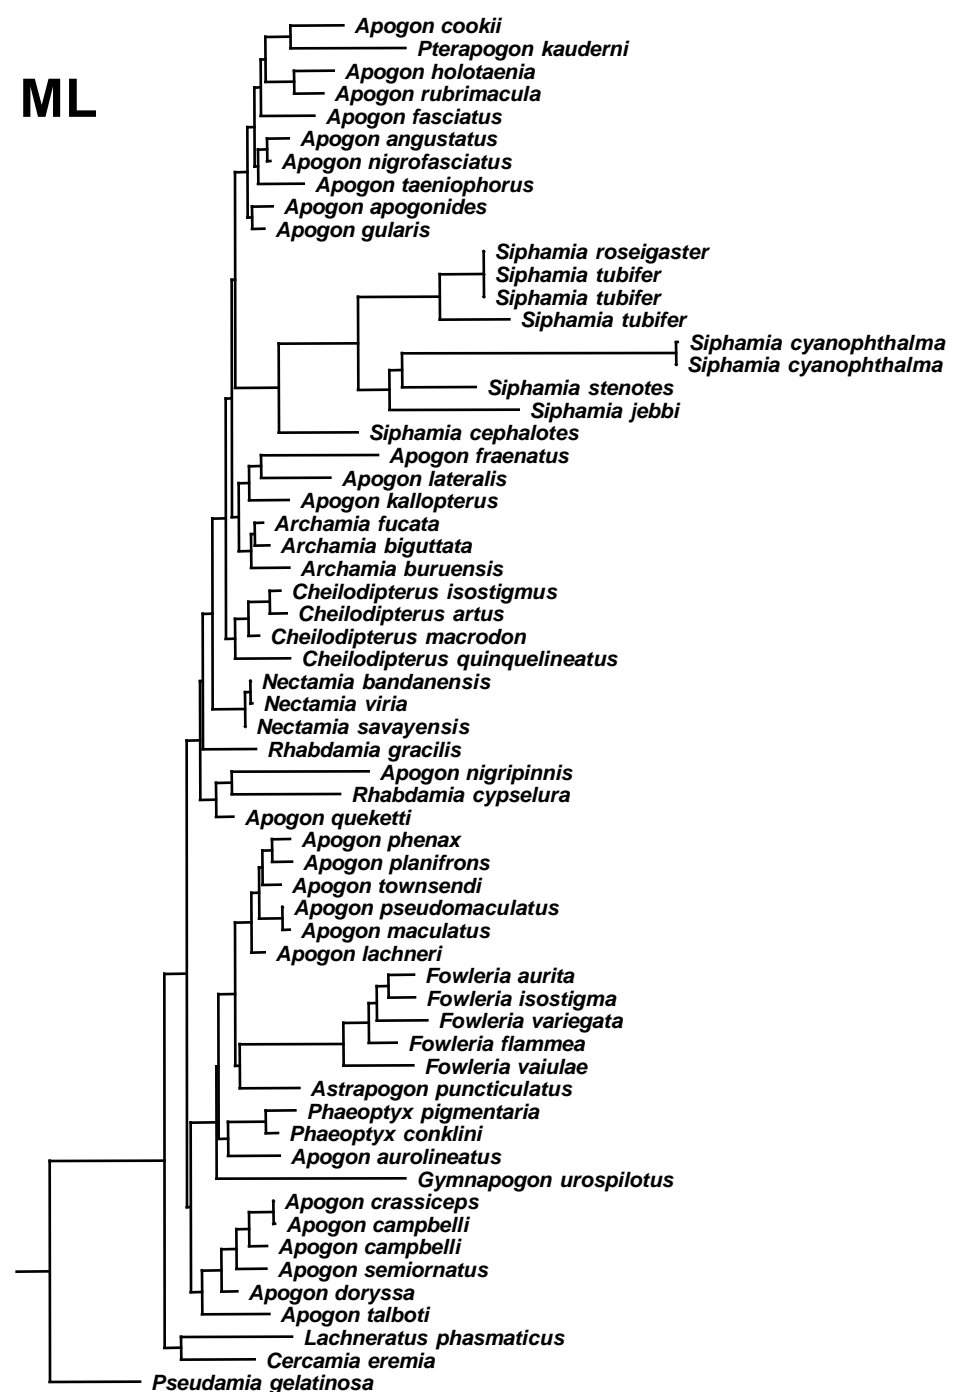 ML
Apogon cookii
Pterapogon kauderni
Apogon holotaenia
Apogon rubrimacula
Apogon fasciatus
Apogon angustatus
Apogon nigrofasciatus
Apogon taeniophorus
Apogon apogonides
Apogon gularis
Siphamia roseigaster
Siphamia tubifer
Siphamia tubifer
Siphamia tubifer
Siphamia cyanophthalma
Siphamia cyanophthalma
Siphamia stenotes
Siphamia jebbi
Siphamia cephalotes
Apogon fraenatus
Apogon lateralis
Apogon kallopterus
Archamia fucata
Archamia biguttata
Archamia buruensis
Cheilodipterus isostigmus
Cheilodipterus artus
Cheilodipterus macrodon
Cheilodipterus quinquelineatus
Nectamia bandanensis
Nectamia viria
Nectamia savayensis
Rhabdamia gracilis
Apogon nigripinnis
Rhabdamia cypselura
Apogon queketti
Apogon phenax
Apogon planifrons
Apogon townsendi
Apogon pseudomaculatus
Apogon maculatus
Apogon lachneri
Fowleria aurita
Fowleria isostigma
Fowleria variegata
Fowleria flammea
Fowleria vaiulae
Astrapogon puncticulatus
Phaeoptyx pigmentaria
Phaeoptyx conklini
Apogon aurolineatus
Gymnapogon urospilotus
Apogon crassiceps
Apogon campbelli
Apogon campbelli
Apogon semiornatus
Apogon doryssa
Apogon talboti
Lachneratus phasmaticus
Cercamia eremia
Pseudamia gelatinosa